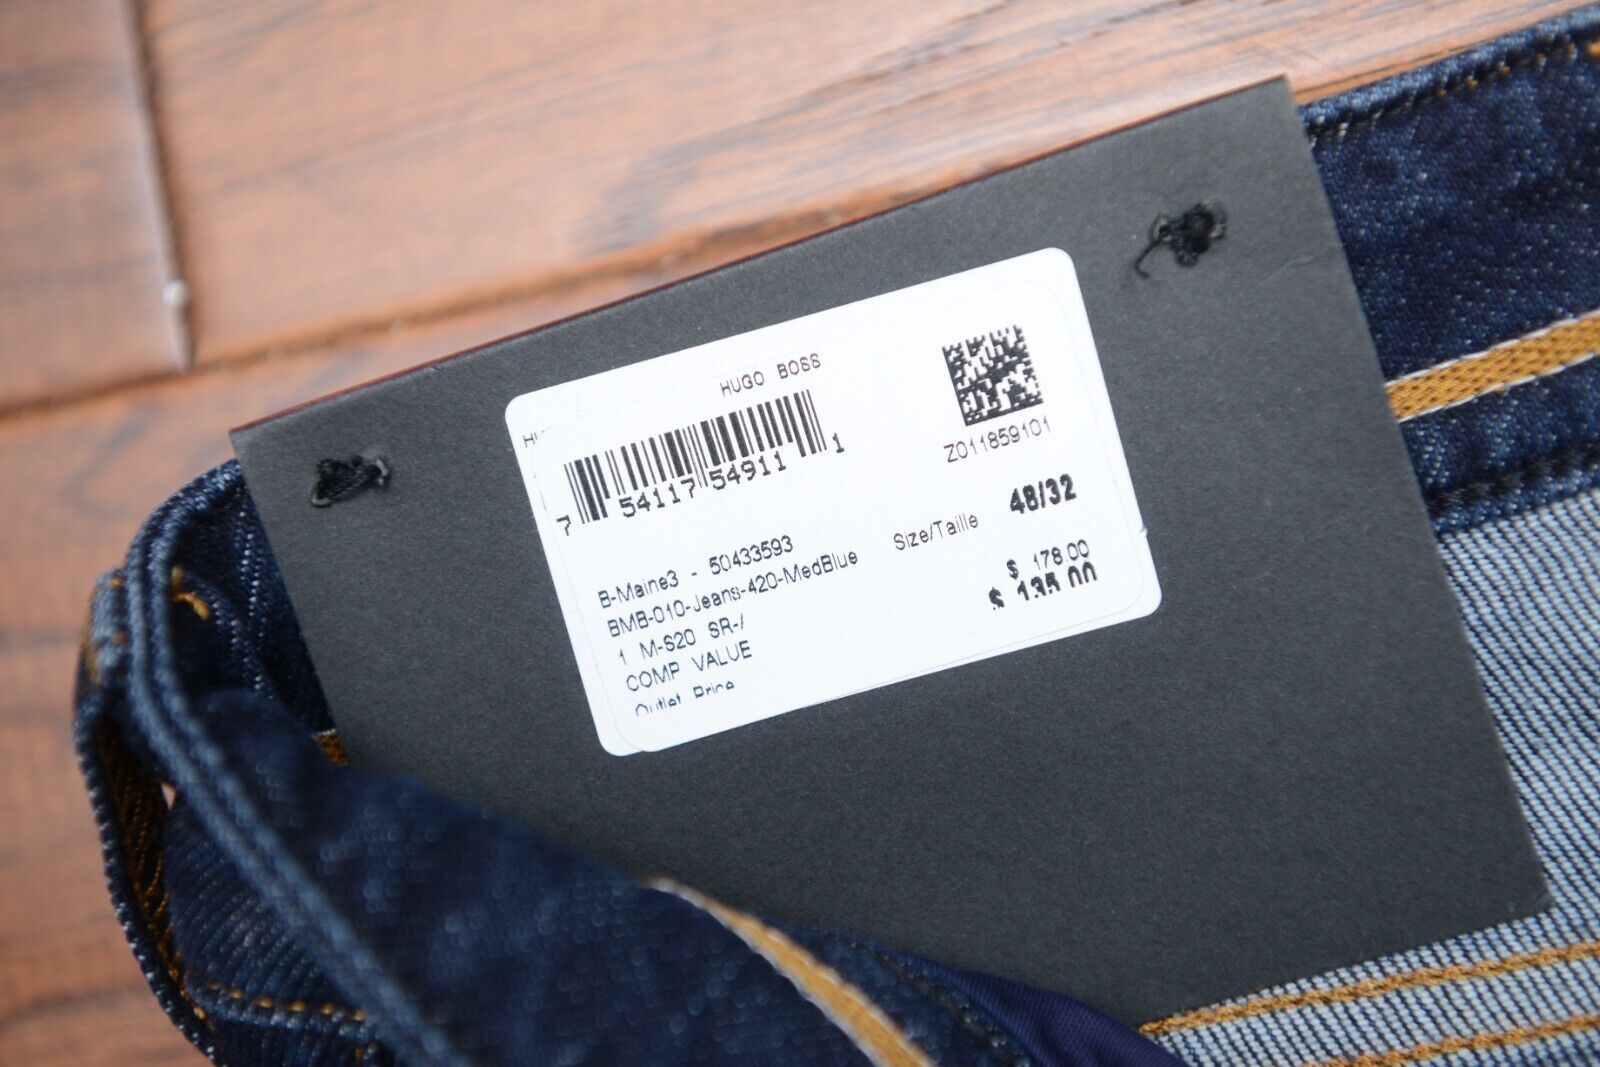 HUGO BOSS
7 54117 54911 1
Z011859101
B-Maine3 - 50433593
Size/Taille 48/32
BMB-010-Jeans-420-MedBlue
1 M-S20 SR-/
COMP VALUE $ 178.00
Outlet Price $ 135.00